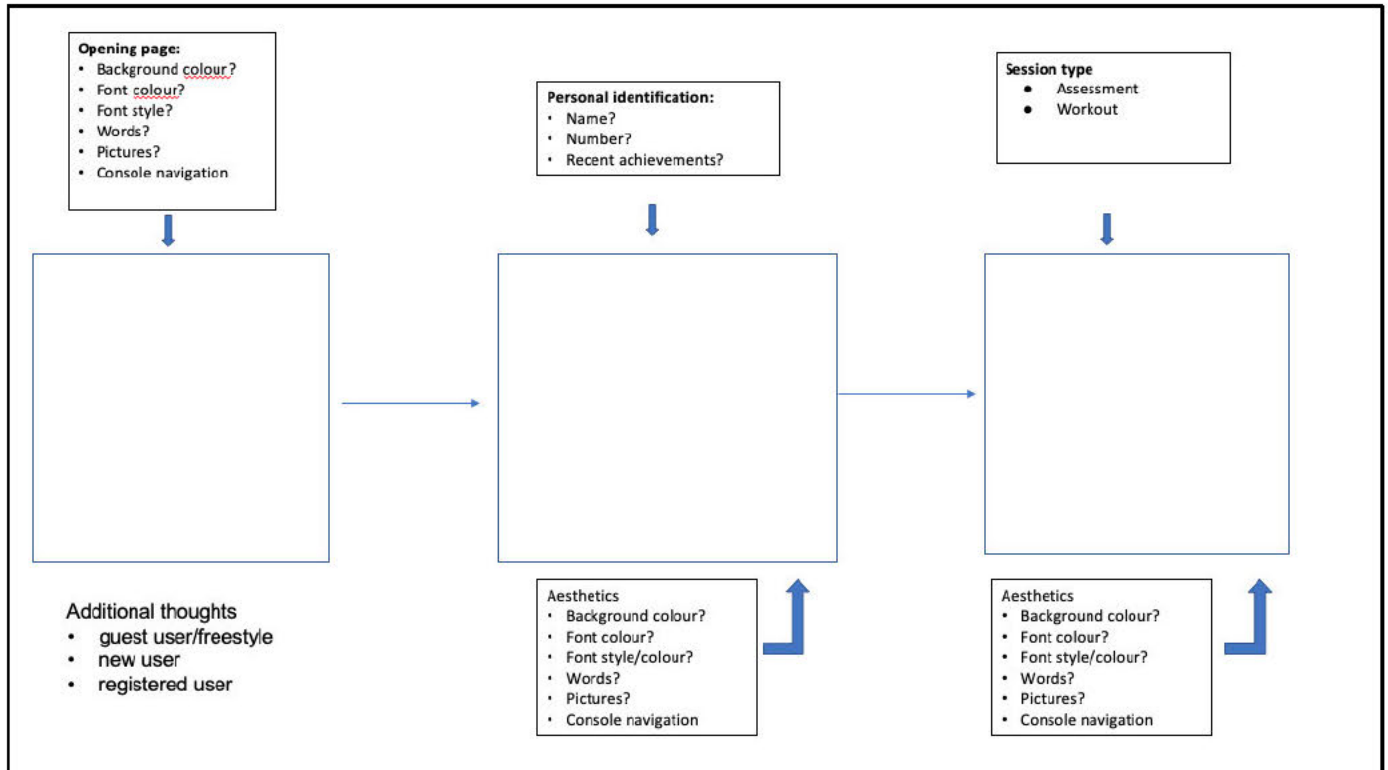 Opening page:
• Background colour?
• Font colour?
• Font style?
• Words?
• Pictures?
• Console navigation
Personal identification:
• Name?
• Number?
• Recent achievements?
Session type
● Assessment
● Workout
Additional thoughts
• guest user/freestyle
• new user
• registered user
Aesthetics
• Background colour?
• Font colour?
• Font style/colour?
• Words?
• Pictures?
• Console navigation
Aesthetics
• Background colour?
• Font colour?
• Font style/colour?
• Words?
• Pictures?
• Console navigation